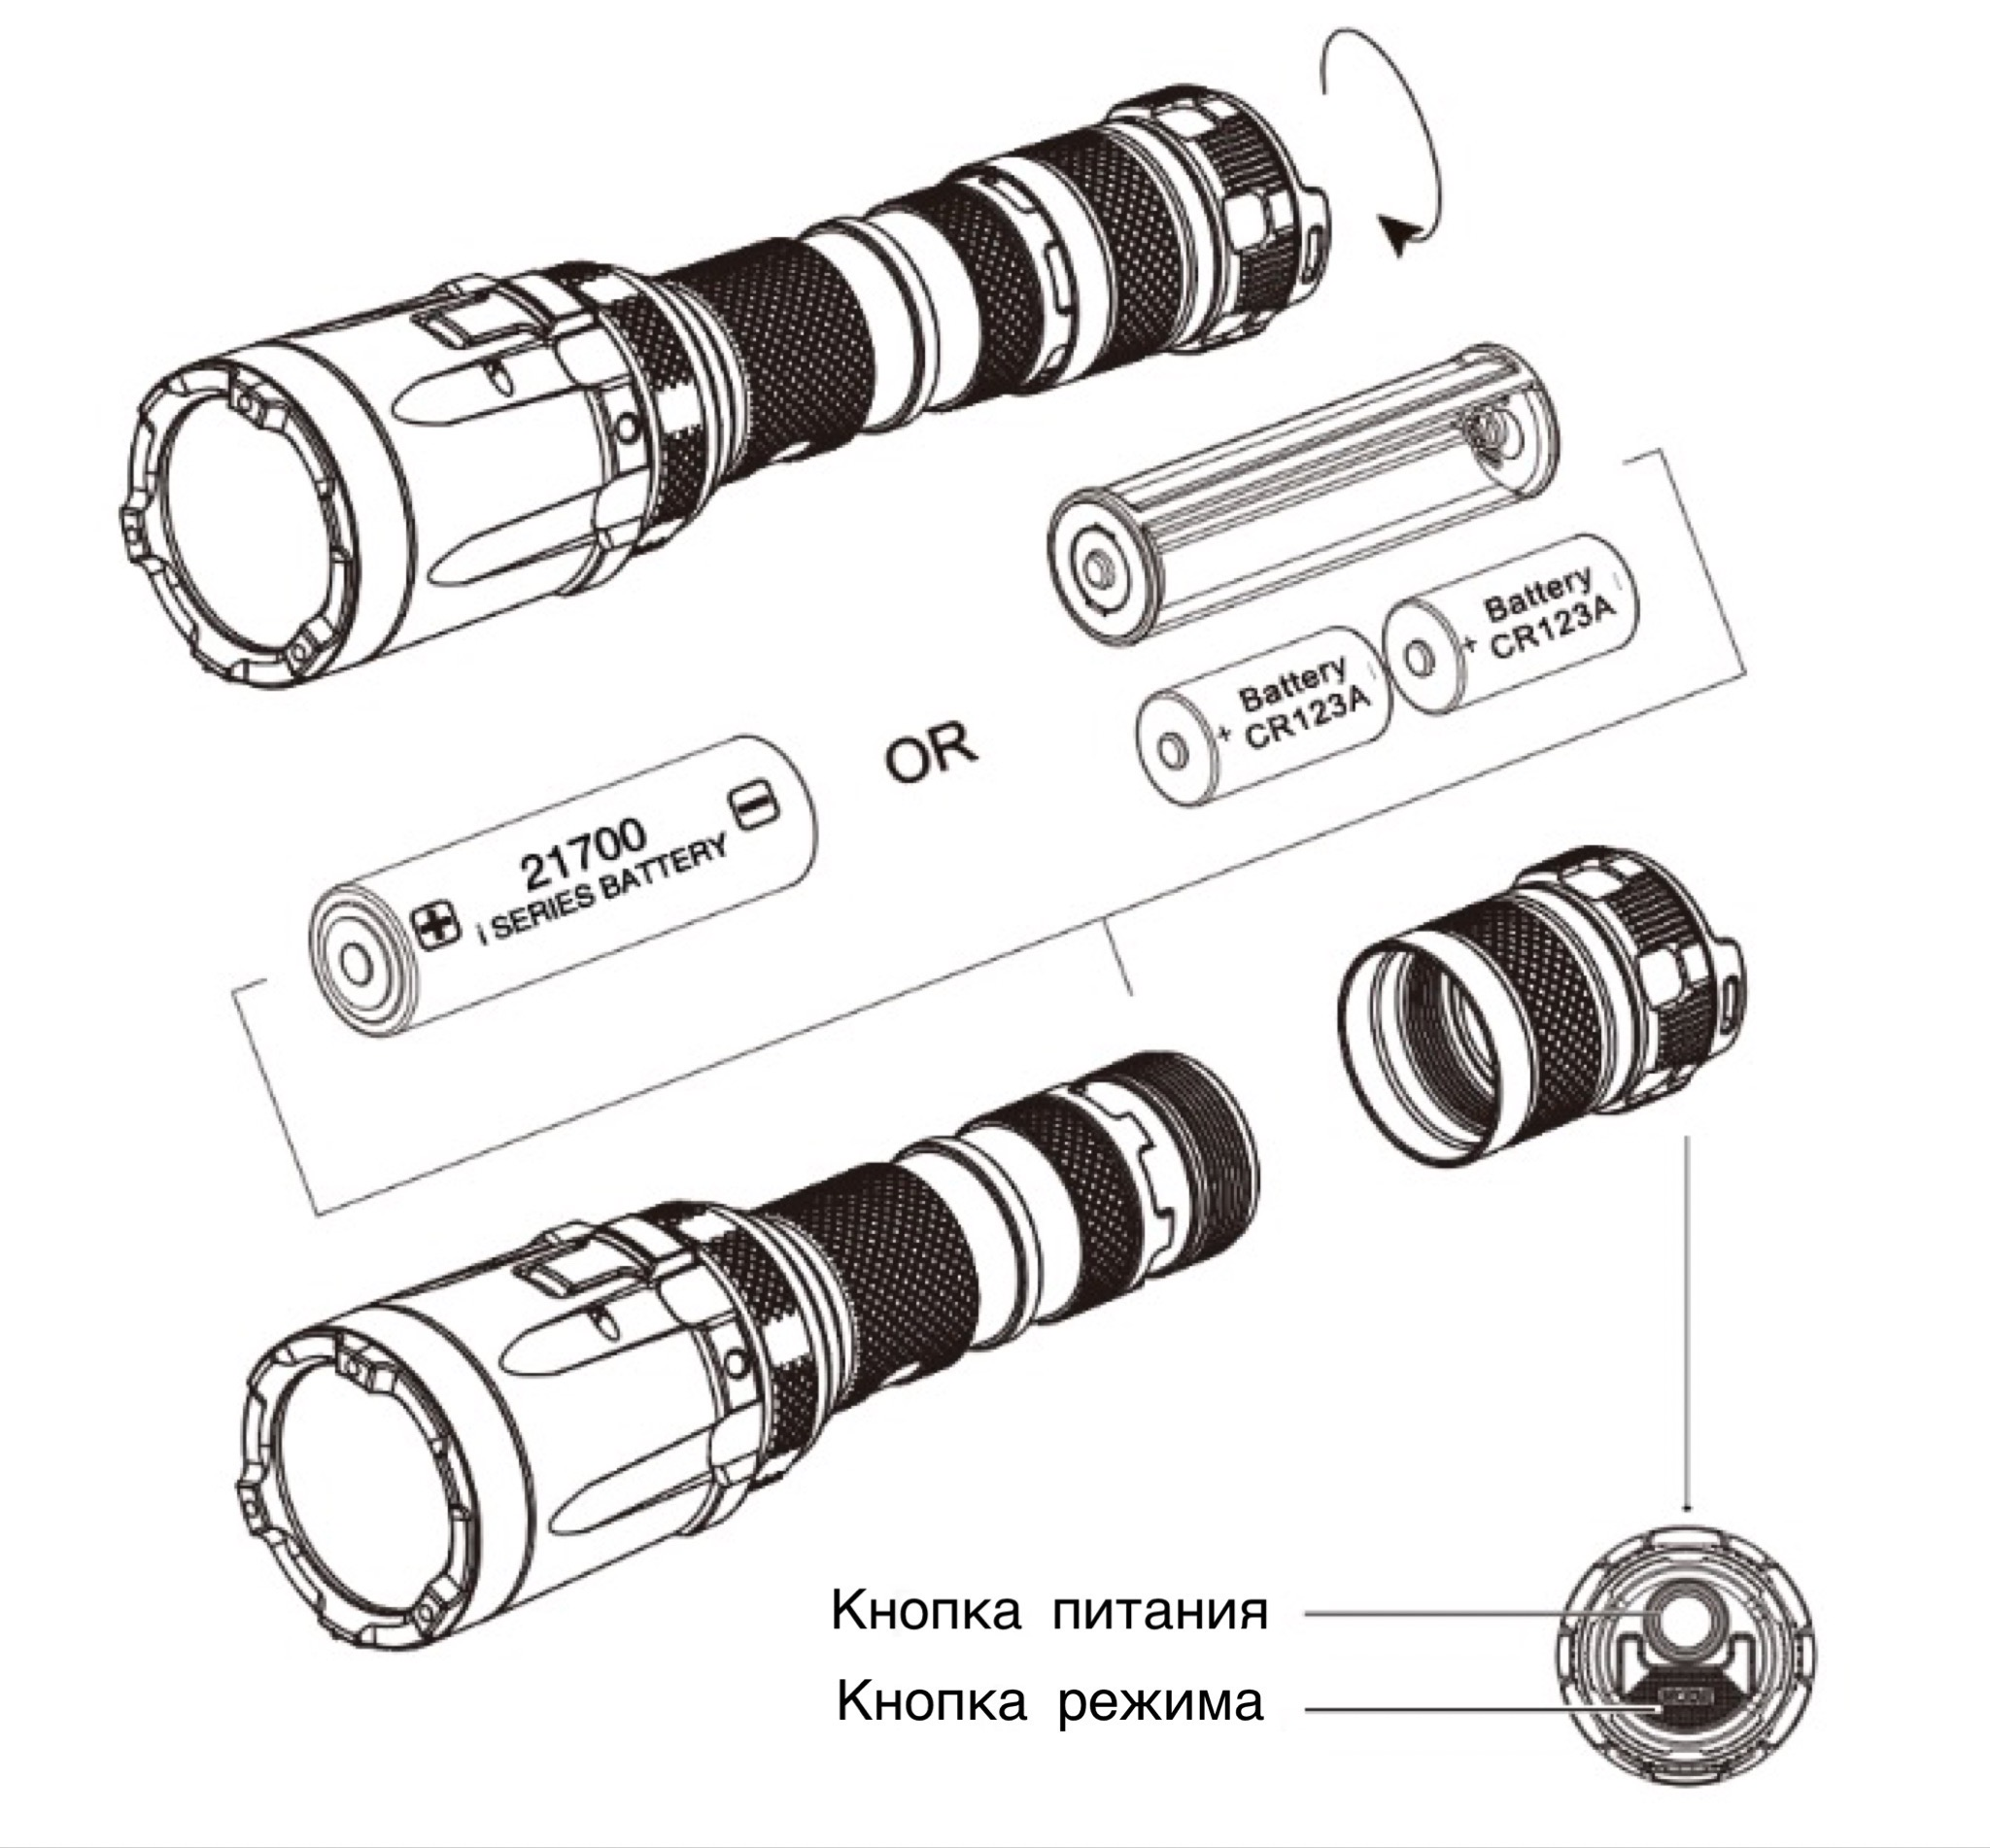 Battery
CR123A
+
Battery
CR123A
+
OR
21700
i SERIES BATTERY
Кнопка питания
Кнопка режима